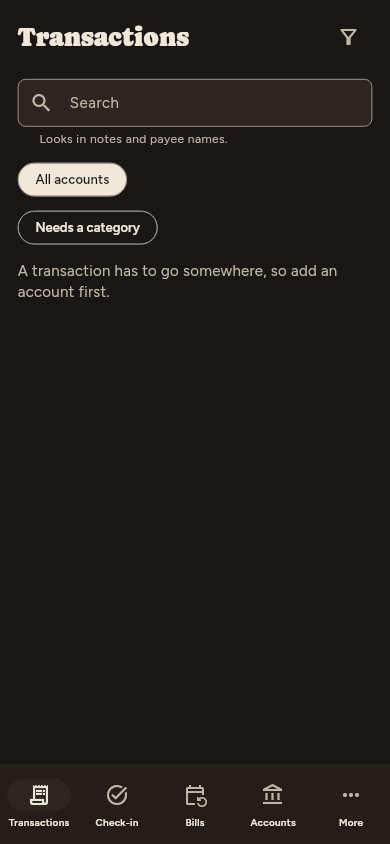 Transactions
Search
Looks in notes and payee names.
All accounts
Needs a category
A transaction has to go somewhere, so add an
account first.
Transactions
Check-in
Bills
Accounts
More